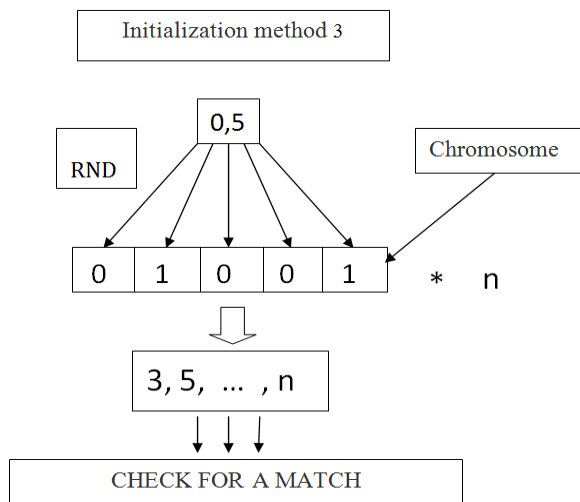 Initialization method 3
0,5
RND
Chromosome
0 1 0 0 1 * n
3, 5, ... , n
CHECK FOR A MATCH